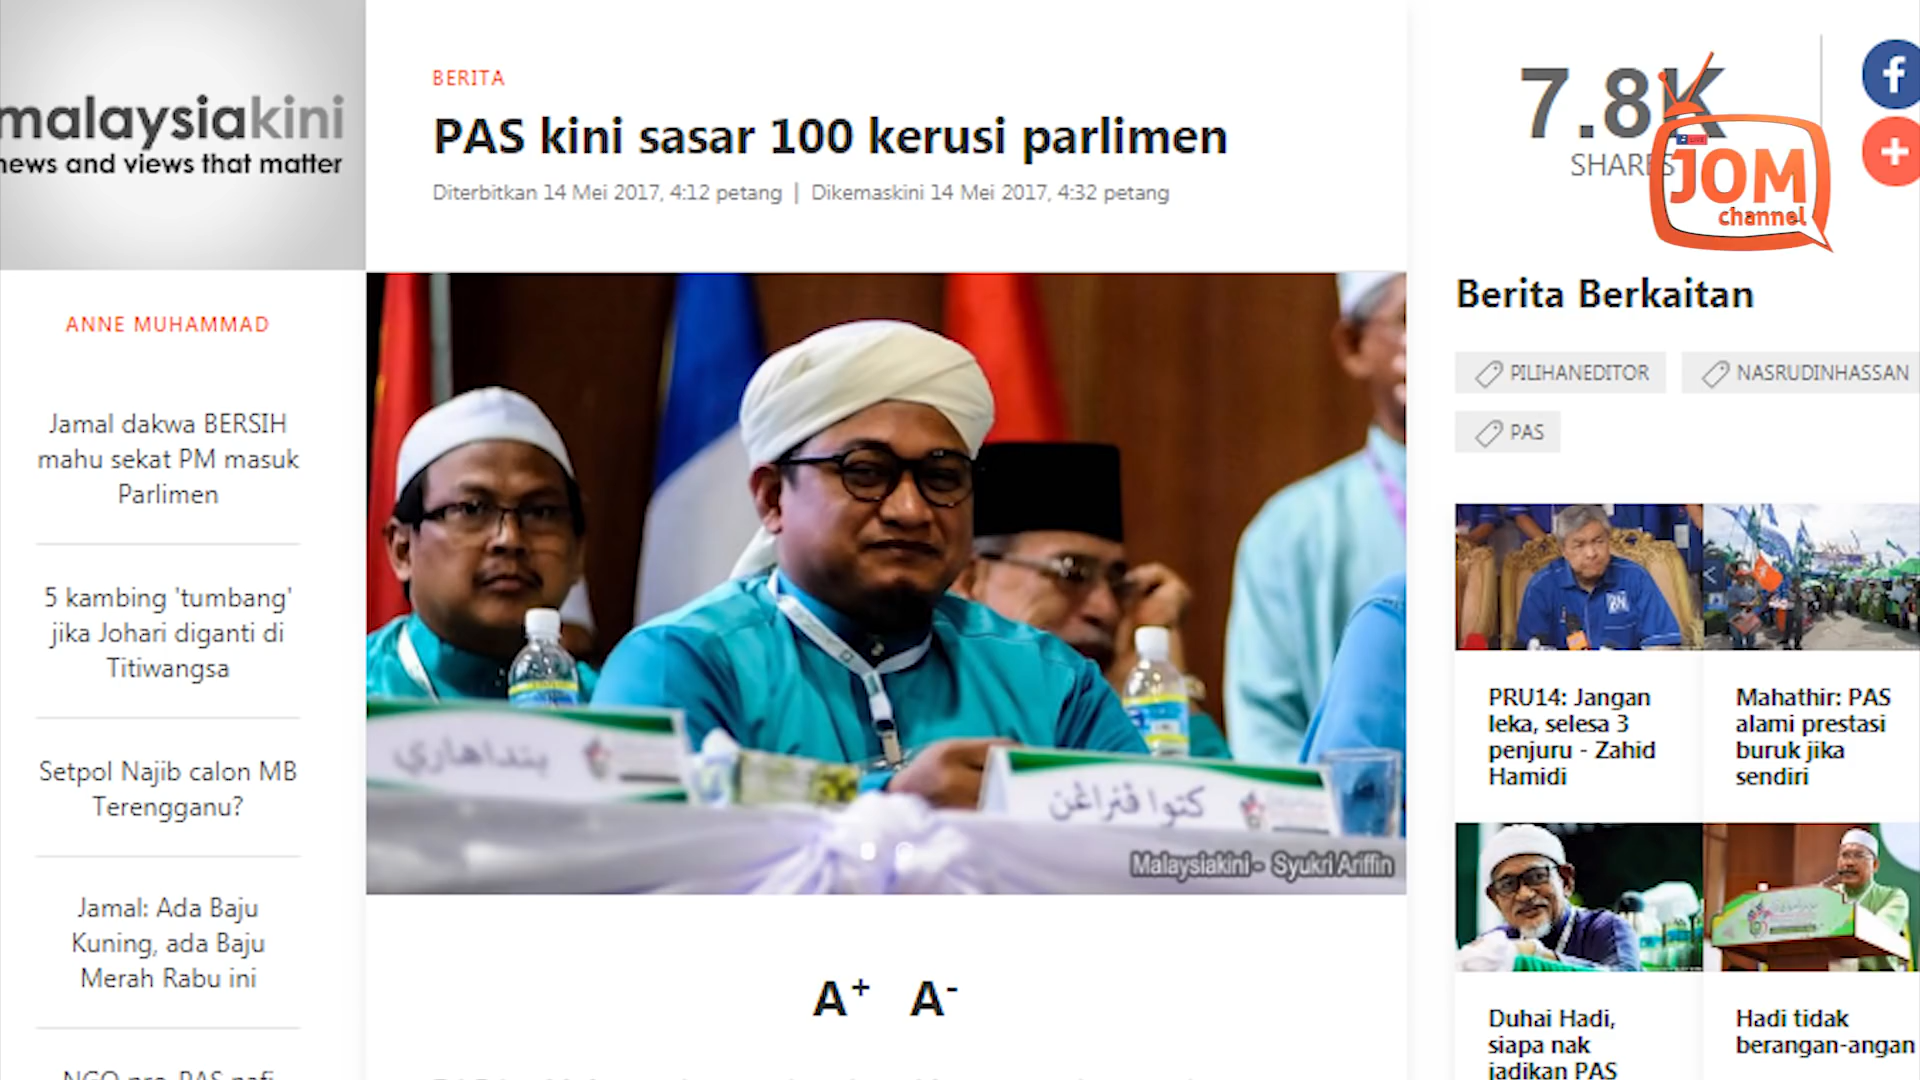 malaysiakini
news and views that matter
ANNE MUHAMMAD
Jamal dakwa BERSIH
mahu sekat PM masuk
Parlimen
5 kambing 'tumbang'
jika Johari diganti di
Titiwangsa
Setpol Najib calon MB
Terengganu?
Jamal: Ada Baju
Kuning, ada Baju
Merah Rabu ini
BERITA
PAS kini sasar 100 kerusi parlimen
Diterbitkan 14 Mei 2017, 4:12 petang | Dikemaskini 14 Mei 2017, 4:32 petang
بنداهاري
كتوا ڤنراڠن
Malaysiakini - Syukri Ariffin
A+ A-
7.8K
SHARES
JOM
channel
Berita Berkaitan
PILIHANEDITOR
NASRUDINHASSAN
PAS
PRU14: Jangan
leka, selesa 3
penjuru - Zahid
Hamidi
Mahathir: PAS
alami prestasi
buruk jika
sendiri
Duhai Hadi,
siapa nak
jadikan PAS
Hadi tidak
berangan-angan